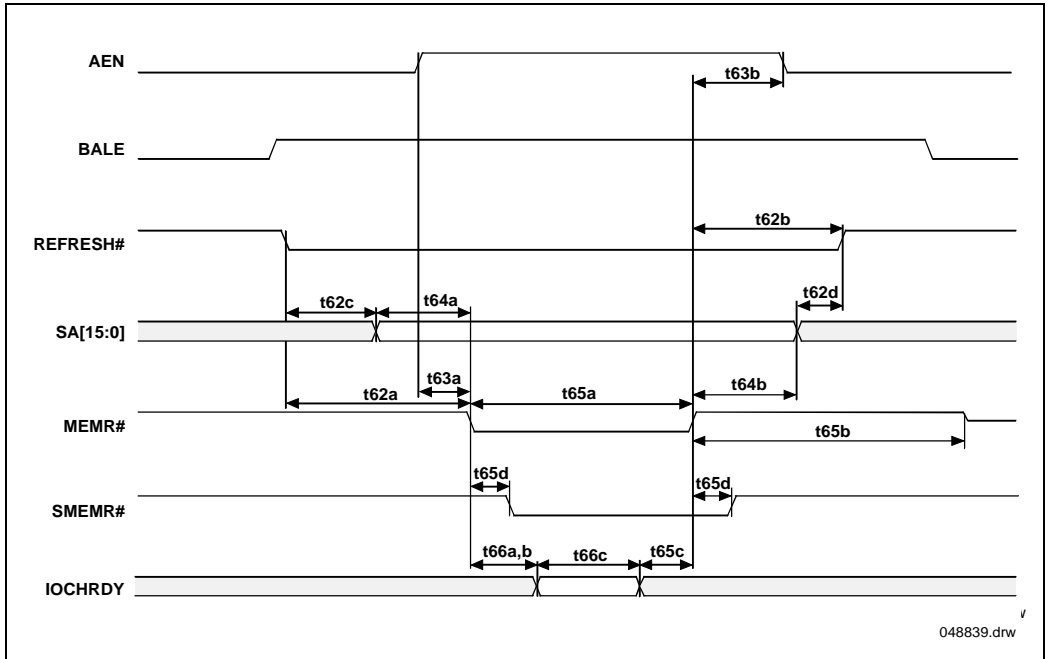 AEN
t63b
BALE
t62b
REFRESH#
t62d
t62c
t64a
SA[15:0]
t63a
t64b
t62a
t65a
MEMR#
t65b
t65d
t65d
SMEMR#
t66a,b
t66c
t65c
IOCHRDY
048839.drw